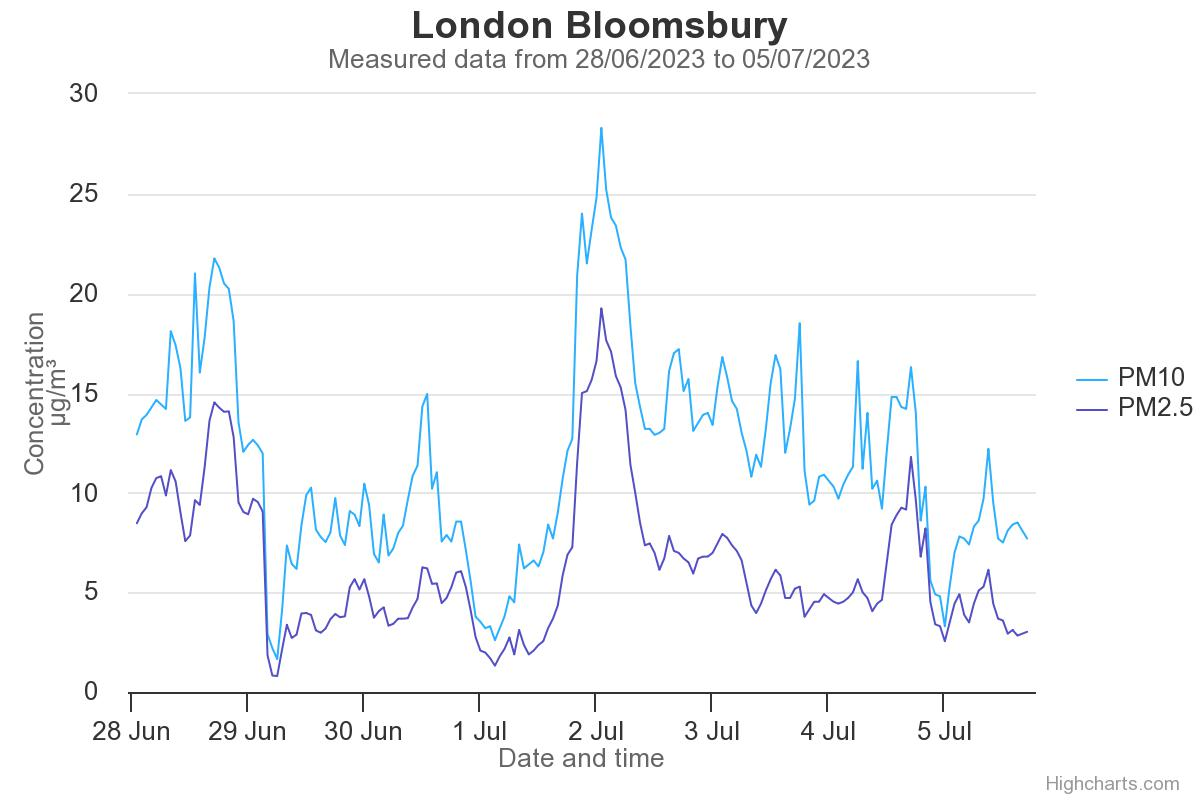 London Bloomsbury
Measured data from 28/06/2023 to 05/07/2023
Concentration
µg/m³
30
25
20
15
10
5
0
28 Jun 29 Jun 30 Jun 1 Jul 2 Jul 3 Jul 4 Jul 5 Jul
Date and time
PM10
PM2.5
Highcharts.com